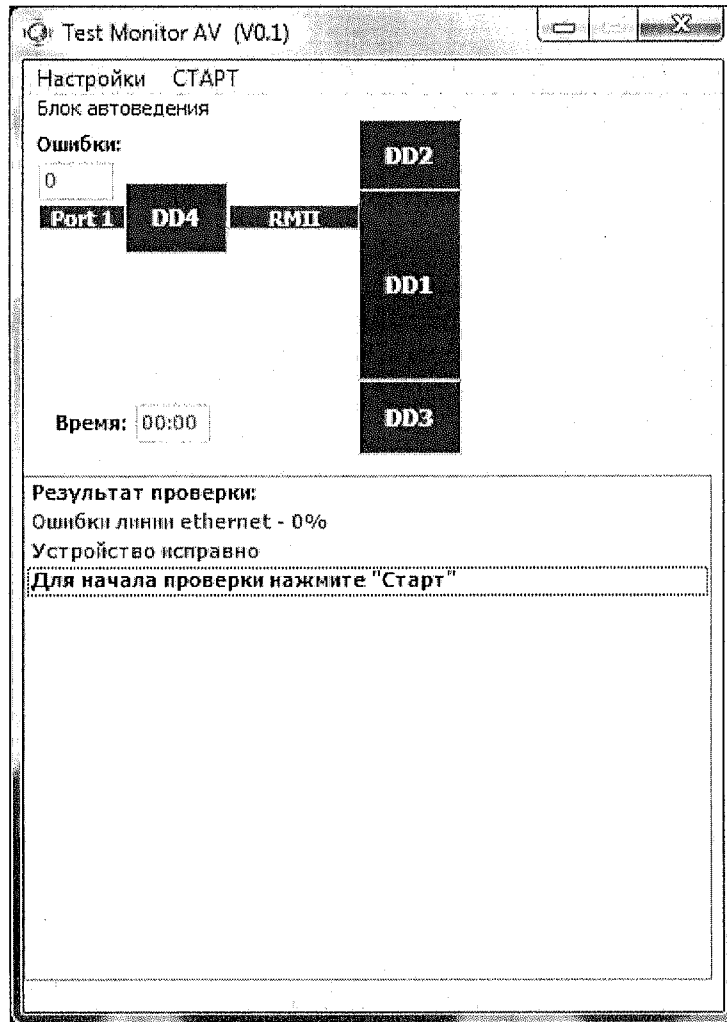 Test Monitor AV (V0.1)
Настройки СТАРТ
Блок автоведения
Ошибки:
0
DD2
Port 1 DD4 RMII
DD1
Время: 00:00
DD3
Результат проверки:
Ошибки линии ethernet - 0%
Устройство исправно
Для начала проверки нажмите "Старт"